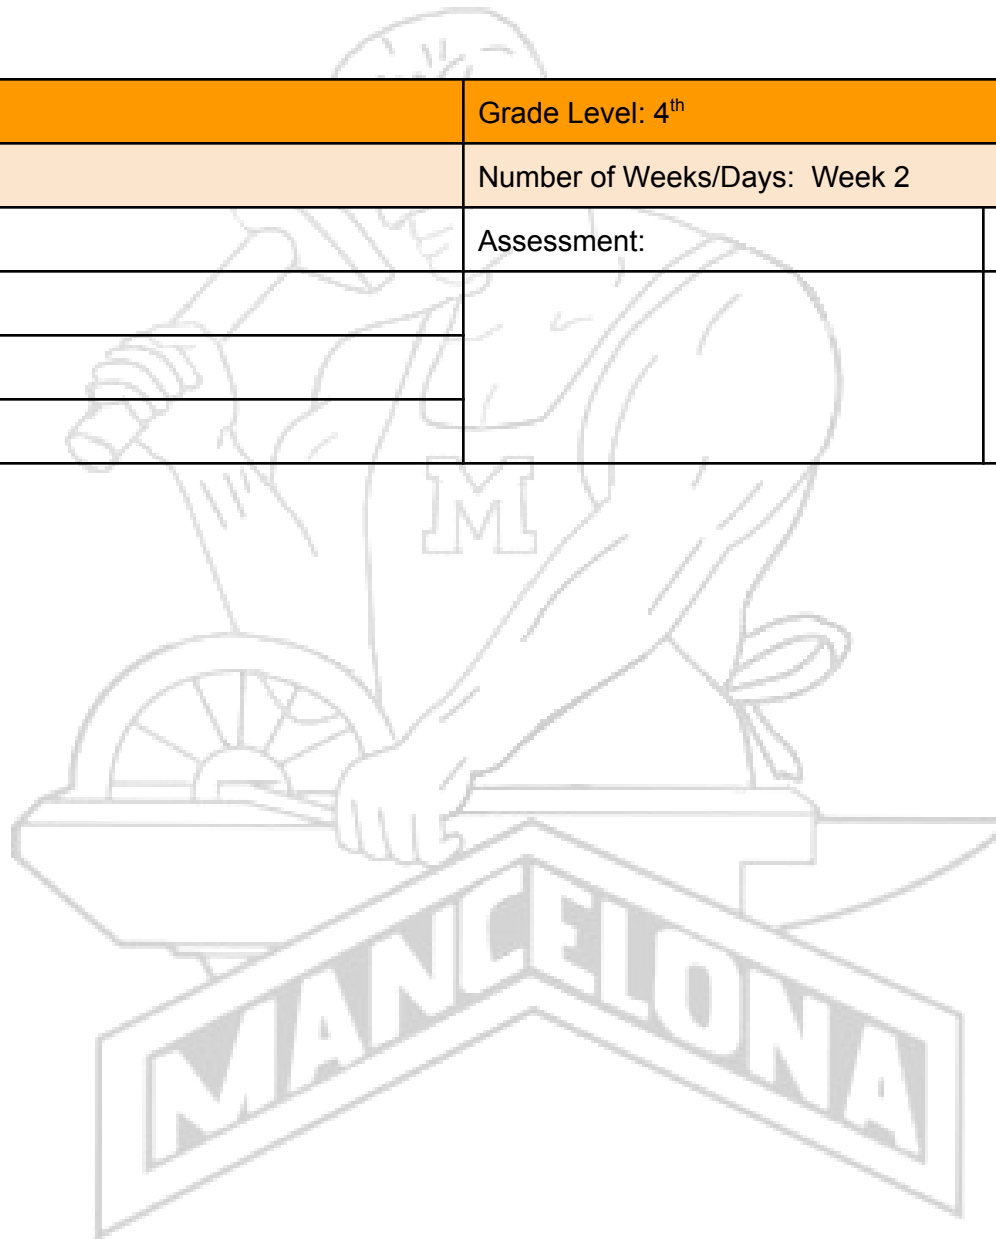 Grade Level: 4th
Number of Weeks/Days: Week 2
Assessment:
M
MANCELONA